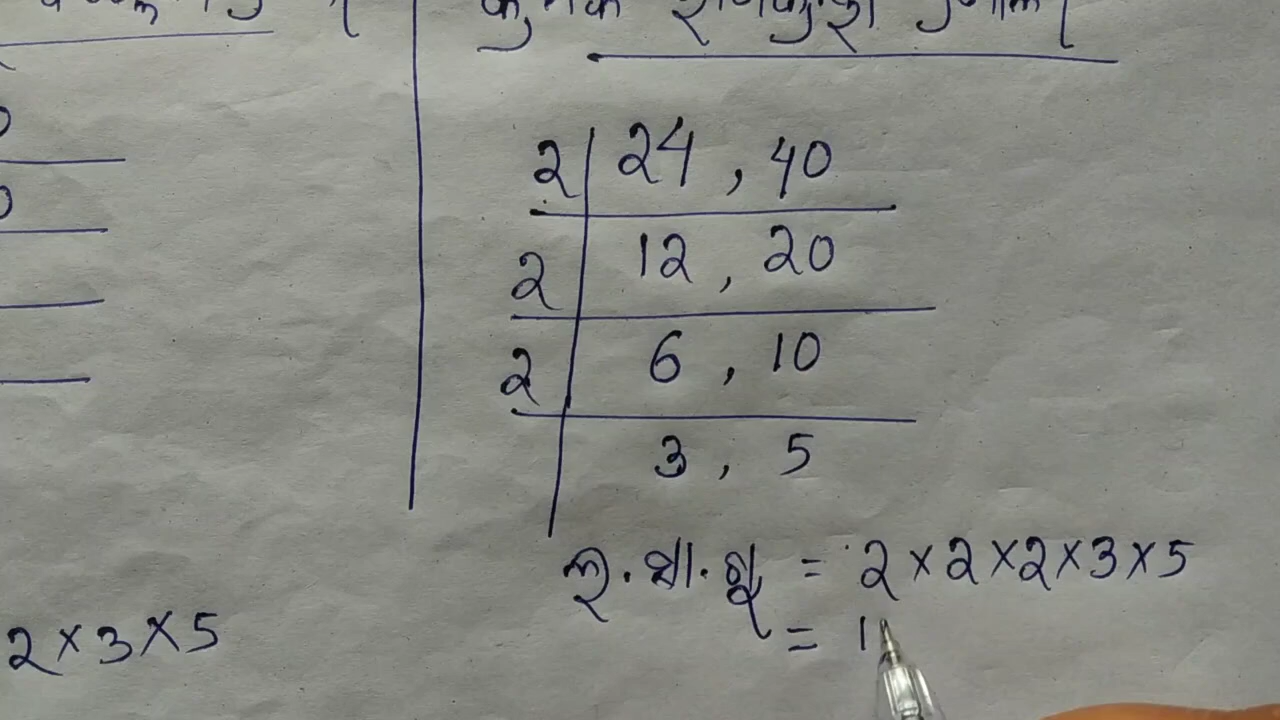 2 | 24 , 40
2 | 12 , 20
2 | 6 , 10
3 , 5
ଲ.ସା.ଗୁ = 2×2×2×3×5
= 1
2×3×5